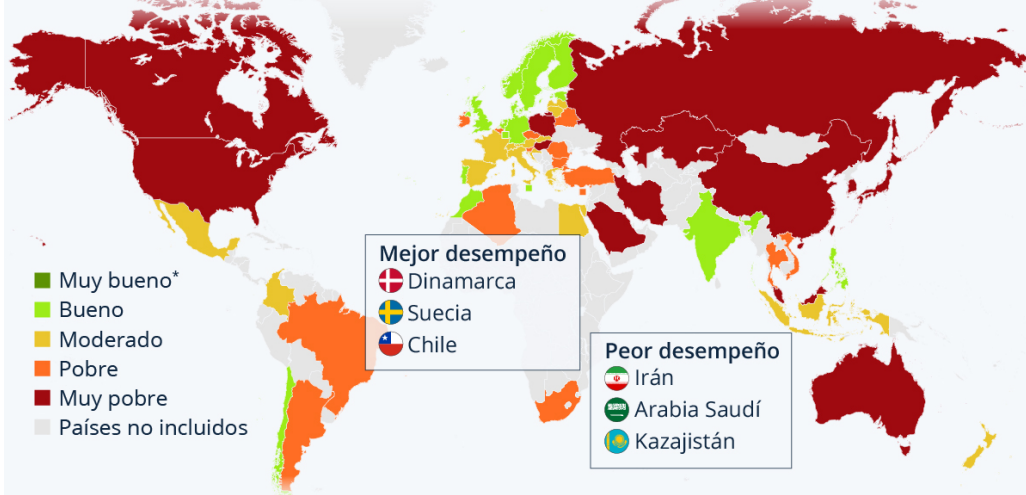 Mejor desempeño
Dinamarca
Suecia
Chile
Muy bueno*
Bueno
Moderado
Pobre
Muy pobre
Países no incluidos
Peor desempeño
Irán
Arabia Saudí
Kazajistán